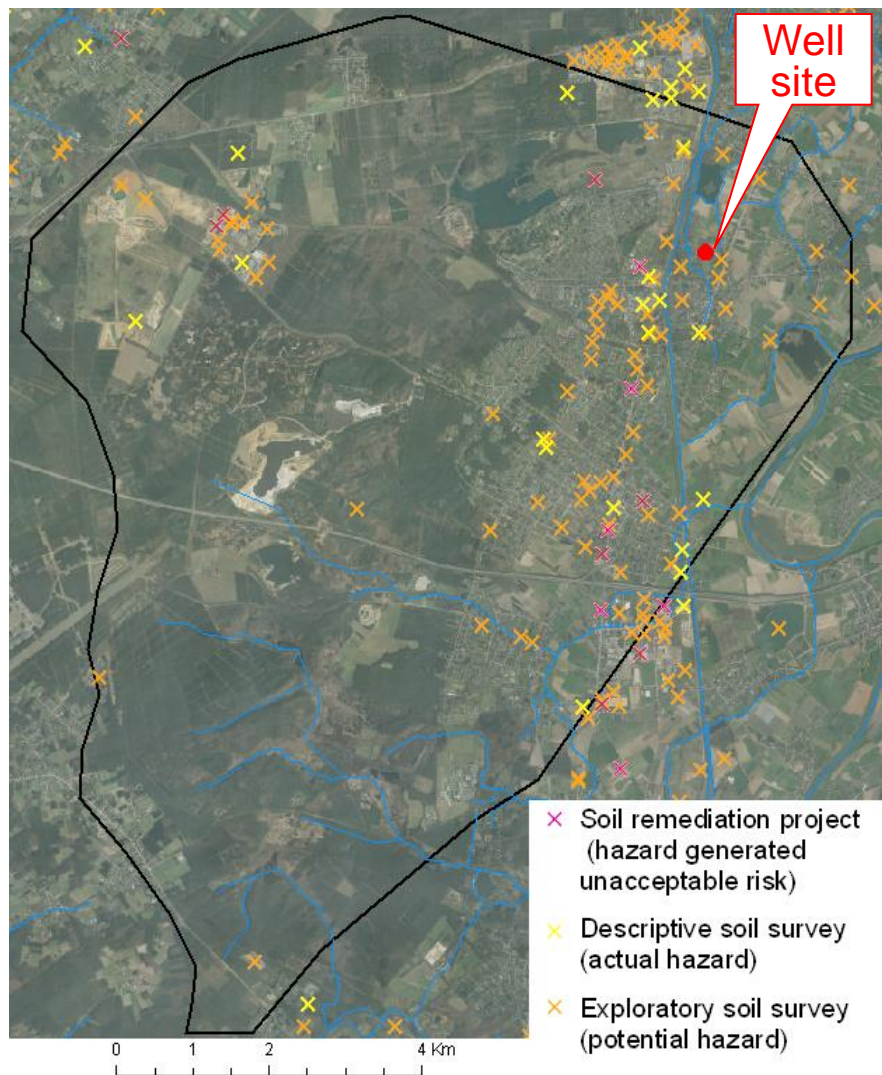 Well
site
Soil remediation project
(hazard generated
unacceptable risk)
Descriptive soil survey
(actual hazard)
Exploratory soil survey
(potential hazard)
0 1 2 4 Km